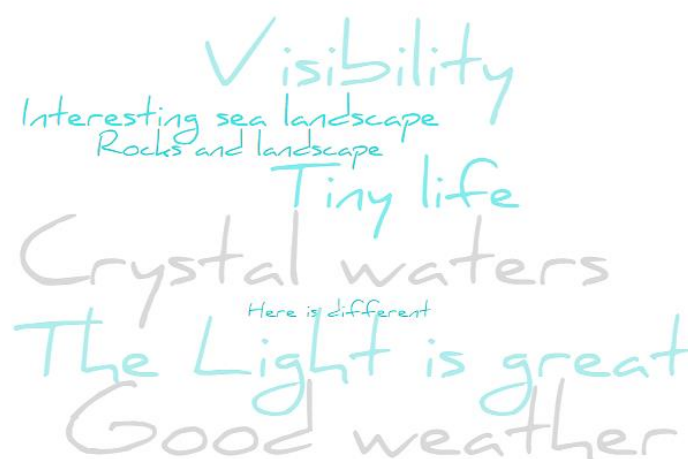 Visibility
Interesting sea landscape
Rocks and landscape
Tiny life
Crystal waters
Here is different
The Light is great
Good weather